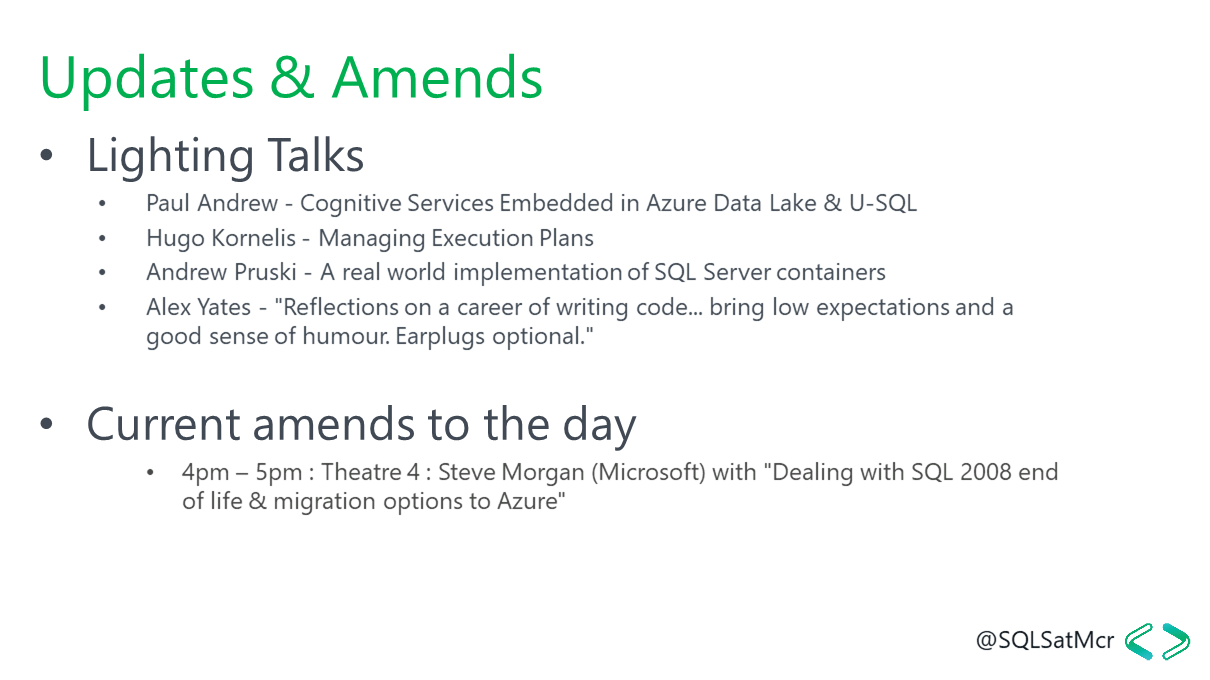 Updates & Amends
• Lighting Talks
• Paul Andrew - Cognitive Services Embedded in Azure Data Lake & U-SQL
• Hugo Kornelis - Managing Execution Plans
• Andrew Pruski - A real world implementation of SQL Server containers
• Alex Yates - "Reflections on a career of writing code... bring low expectations and a
good sense of humour. Earplugs optional."
• Current amends to the day
• 4pm – 5pm : Theatre 4 : Steve Morgan (Microsoft) with "Dealing with SQL 2008 end
of life & migration options to Azure"
@SQLSatMcr